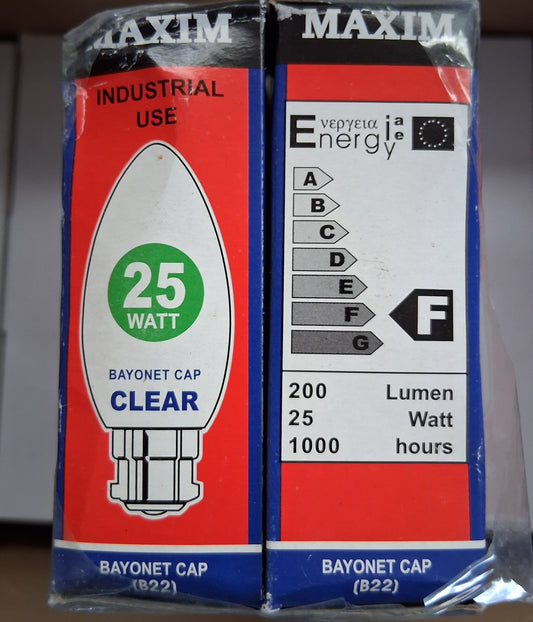 MAXIM
INDUSTRIAL
USE
25
WATT
BAYONET CAP
CLEAR
BAYONET CAP
(B22)
MAXIM
Ενεργεια
Energy
ia
ie
A
B
C
D
E
F
G
F
200 Lumen
25 Watt
1000 hours
BAYONET CAP
(B22)